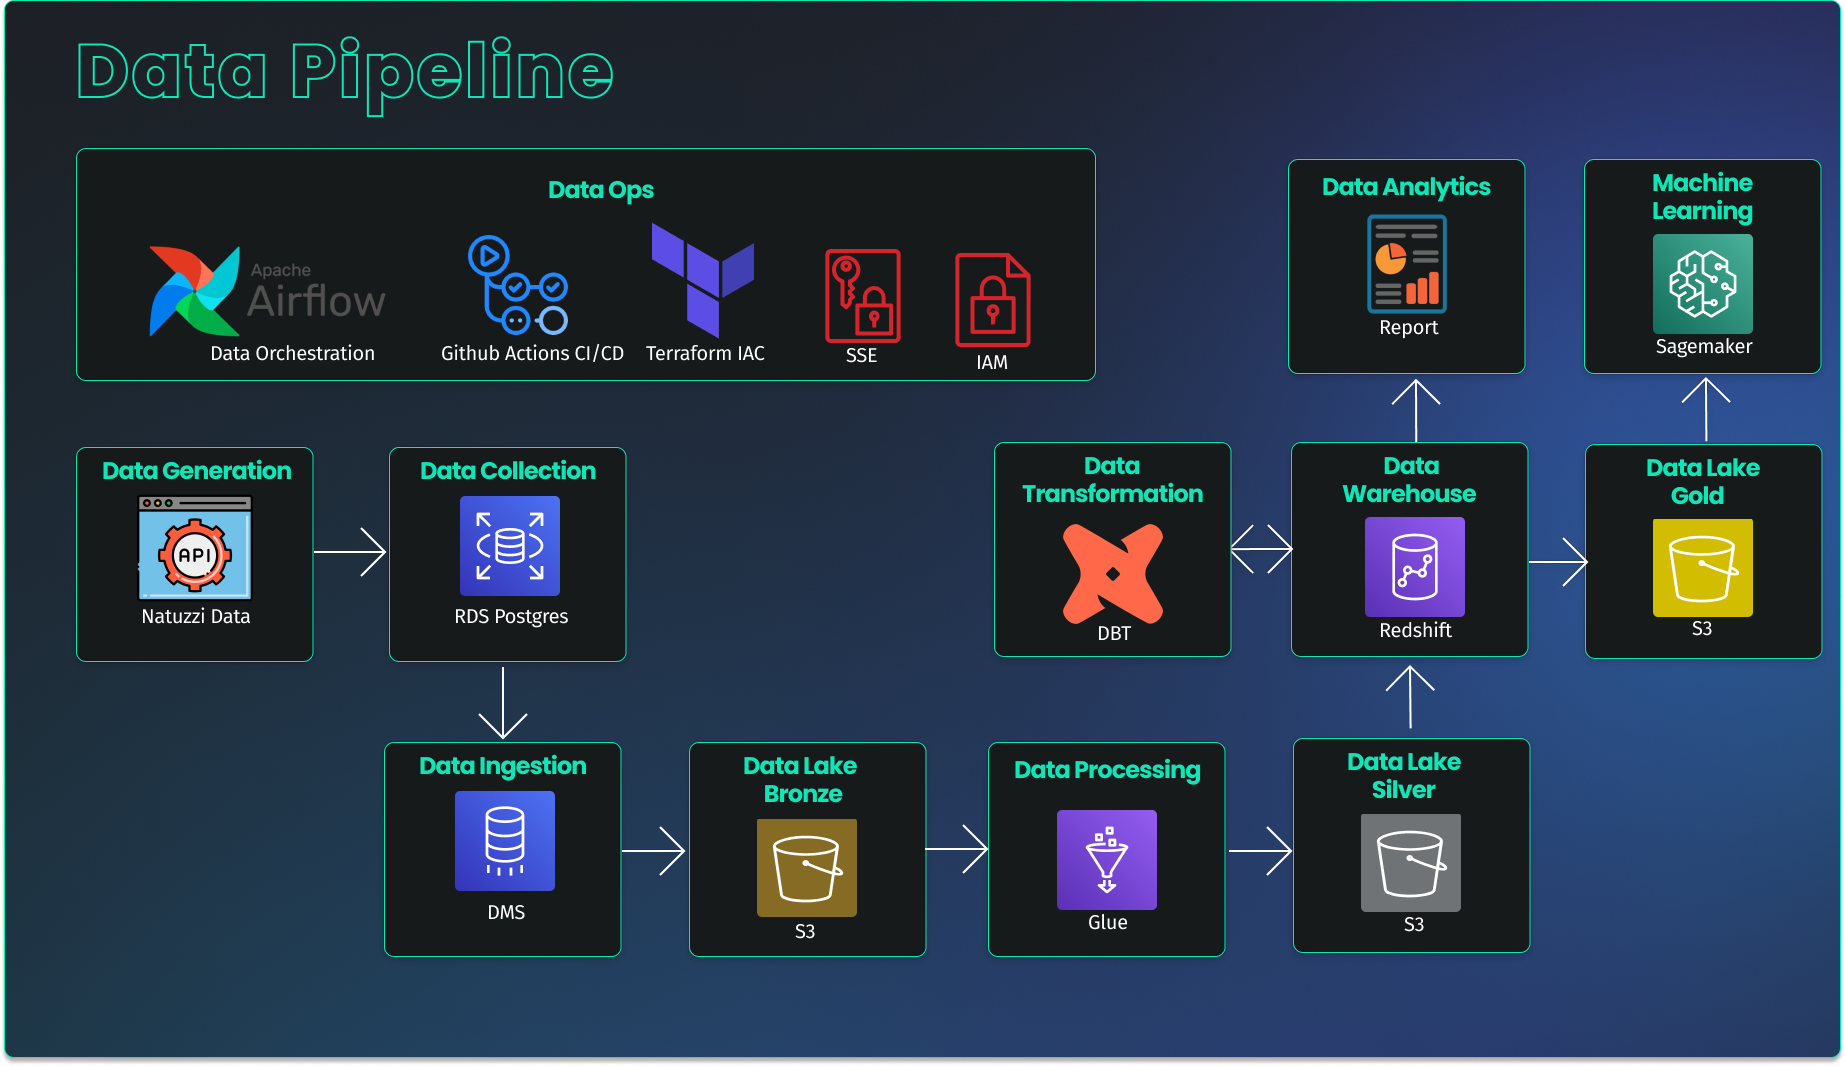 Data Pipeline
Data Ops
Apache
Airflow
Data Orchestration
Github Actions CI/CD
Terraform IAC
SSE
IAM
Data Analytics
Report
Machine
Learning
Sagemaker
Data Generation
API
Natuzzi Data
Data Collection
RDS Postgres
Data
Transformation
DBT
Data
Warehouse
Redshift
Data Lake
Gold
S3
Data Ingestion
DMS
Data Lake
Bronze
S3
Data Processing
Glue
Data Lake
Silver
S3